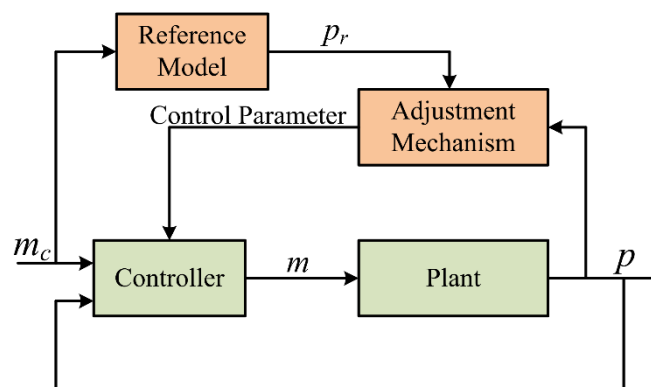 Reference
Model
p_r
Control Parameter
Adjustment
Mechanism
m_c
Controller
m
Plant
p